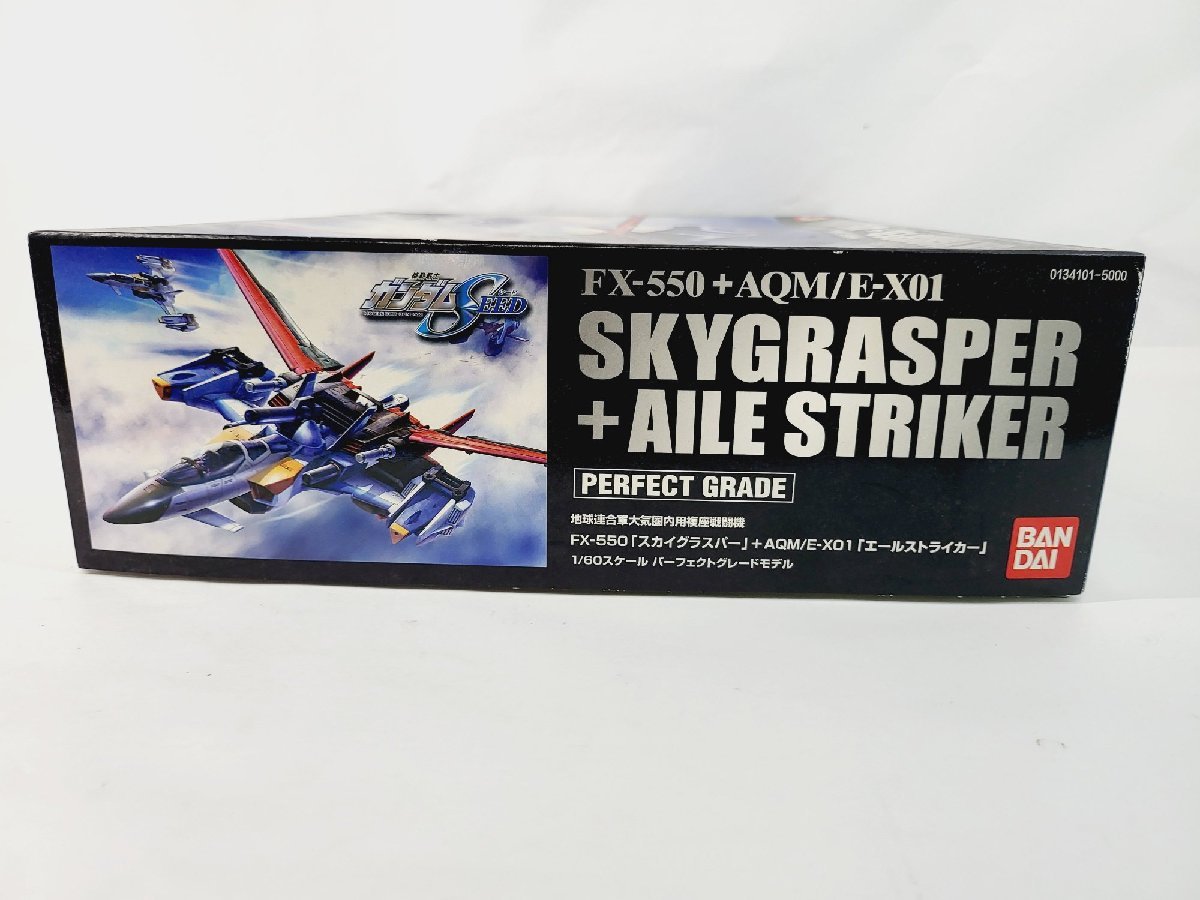 機動戦士
ガンダムSEED
FX-550 +AQM/E-X01
0134101-5000
SKYGRASPER
+ AILE STRIKER
PERFECT GRADE
地球連合軍大気圏内用複座戦闘機
FX-550「スカイグラスパー」+AQM/E-X01「エールストライカー」
1/60スケール パーフェクトグレードモデル
BAN
DAI